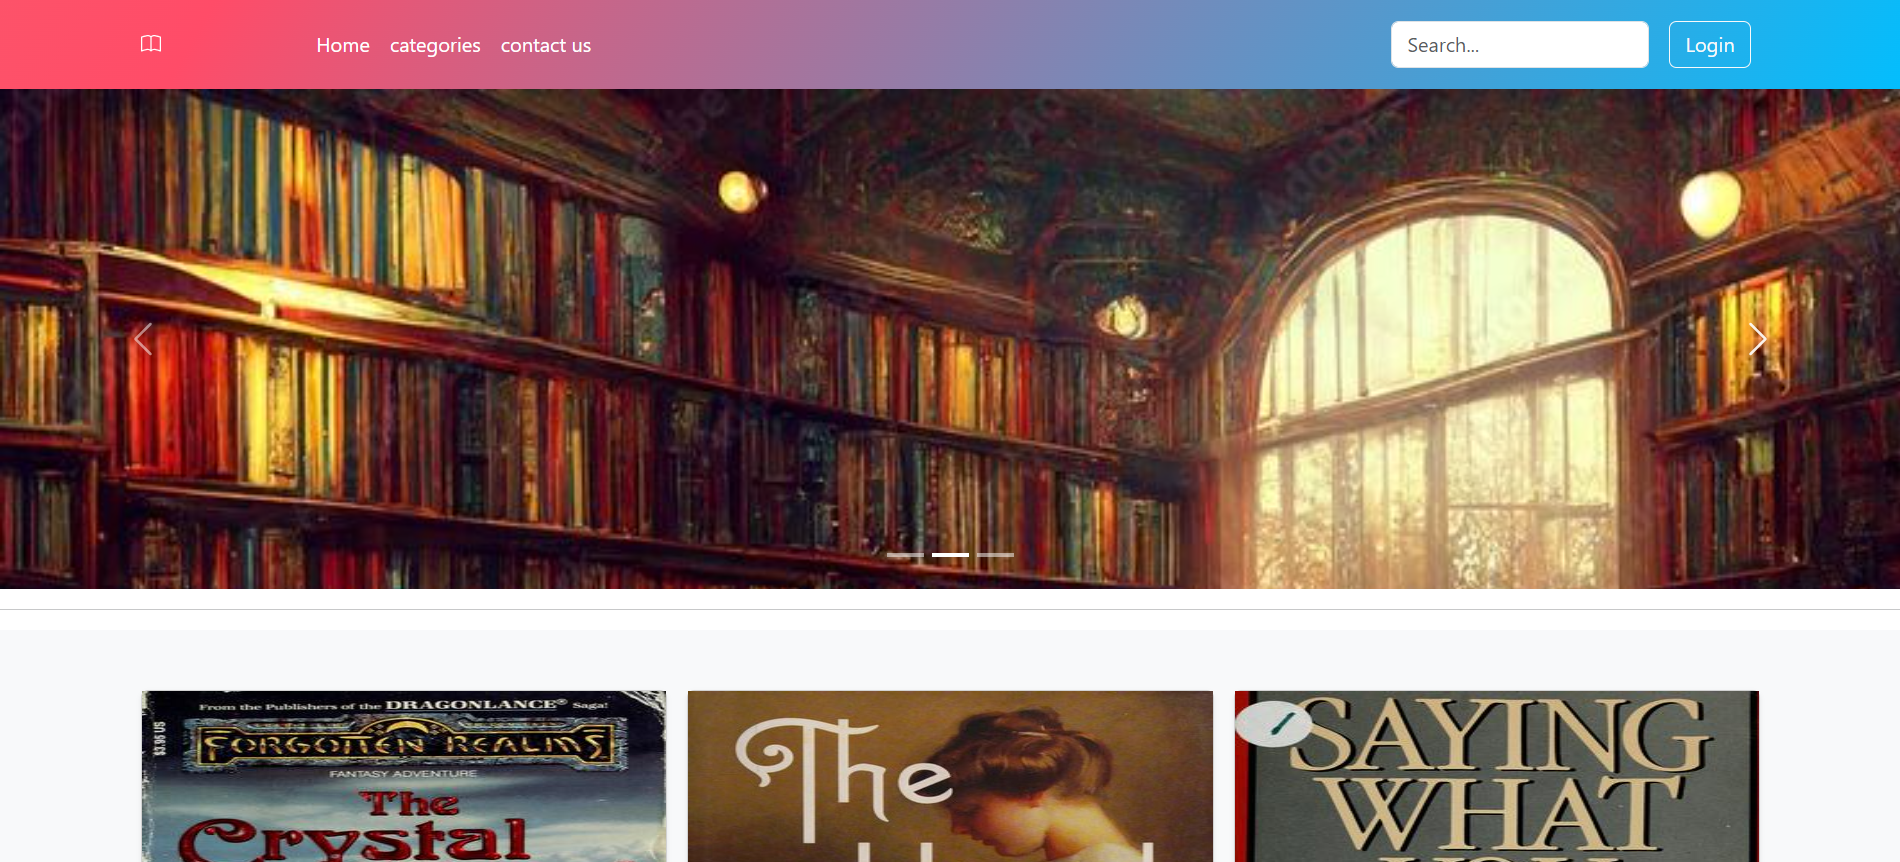 Home categories contact us Search... Login
From the Publishers of the DRAGONLANCE® Saga!
$3.95 US
FORGOTTEN REALMS
FANTASY ADVENTURE
The
Crystal
The
SAYING
WHAT